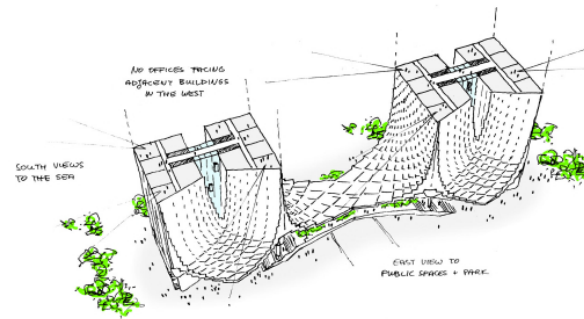 NO OFFICES FACING
ADJACENT BUILDINGS
IN THE WEST
SOUTH VIEWS
TO THE SEA
EAST VIEW TO
PUBLIC SPACES + PARK